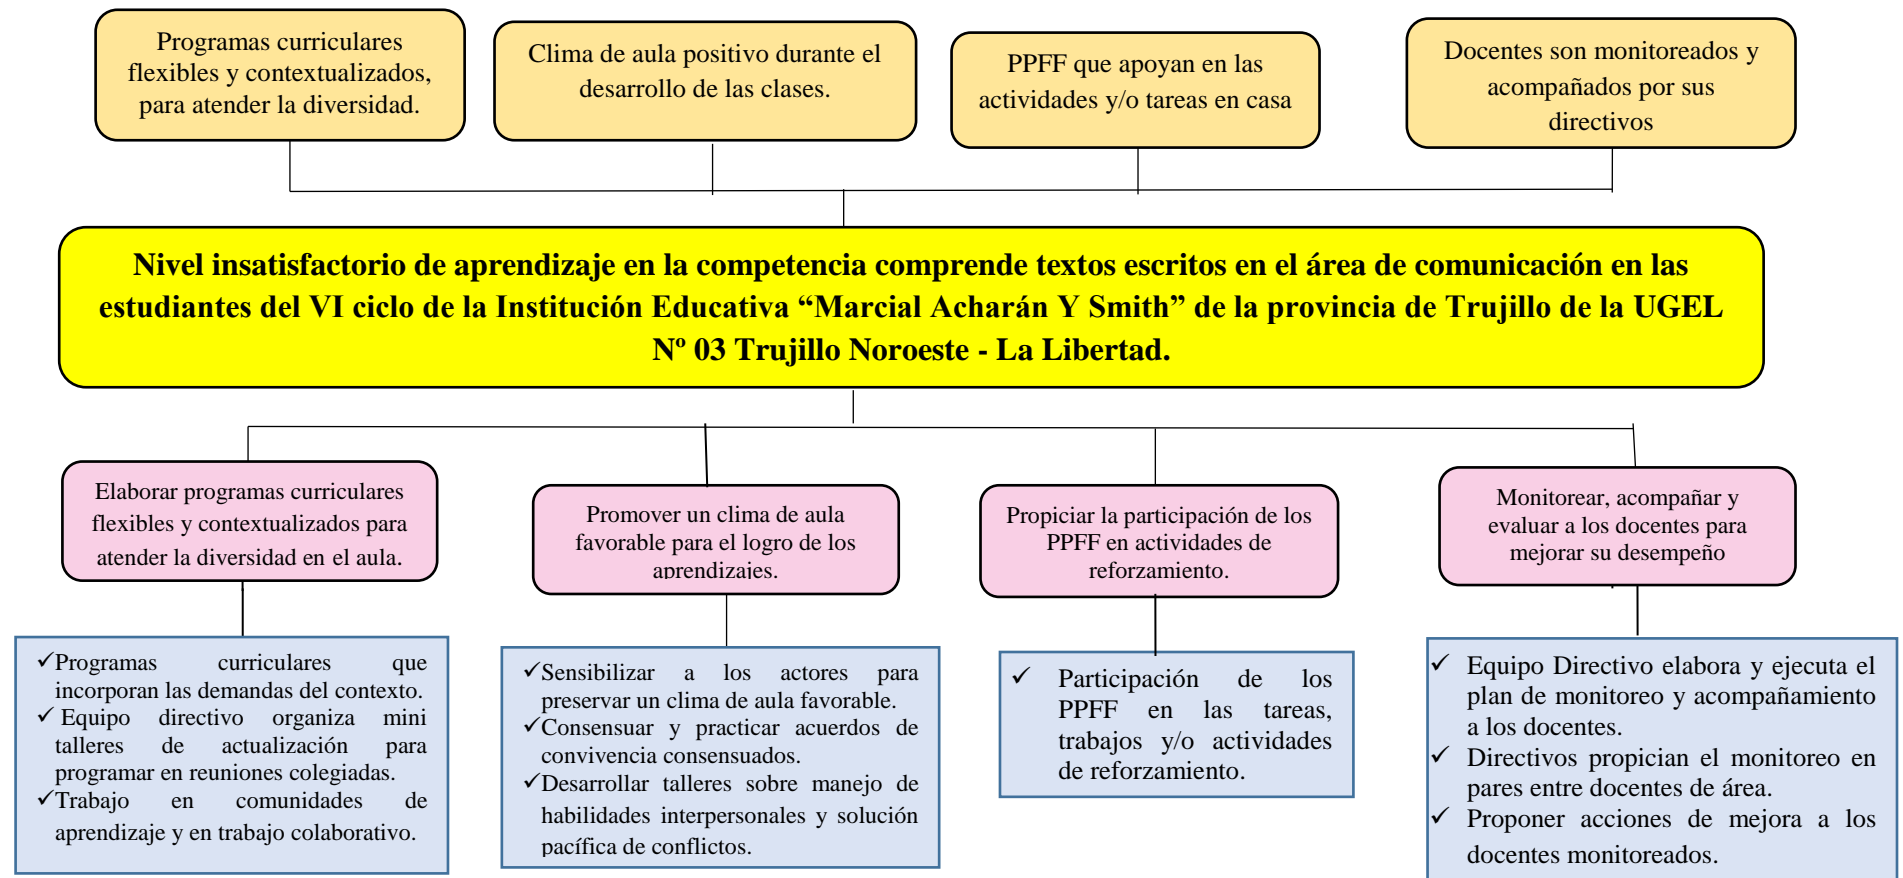 Programas curriculares
flexibles y contextualizados,
para atender la diversidad.
Clima de aula positivo durante el
desarrollo de las clases.
PPFF que apoyan en las
actividades y/o tareas en casa
Docentes son monitoreados y
acompañados por sus
directivos
Nivel insatisfactorio de aprendizaje en la competencia comprende textos escritos en el área de comunicación en las
estudiantes del VI ciclo de la Institución Educativa “Marcial Acharán Y Smith” de la provincia de Trujillo de la UGEL
Nº 03 Trujillo Noroeste - La Libertad.
Elaborar programas curriculares
flexibles y contextualizados para
atender la diversidad en el aula.
Promover un clima de aula
favorable para el logro de los
aprendizajes.
Propiciar la participación de los
PPFF en actividades de
reforzamiento.
Monitorear, acompañar y
evaluar a los docentes para
mejorar su desempeño
✓Programas curriculares que
incorporan las demandas del contexto.
✓ Equipo directivo organiza mini
talleres de actualización para
programar en reuniones colegiadas.
✓Trabajo en comunidades de
aprendizaje y en trabajo colaborativo.
✓Sensibilizar a los actores para
preservar un clima de aula favorable.
✓Consensuar y practicar acuerdos de
convivencia consensuados.
✓Desarrollar talleres sobre manejo de
habilidades interpersonales y solución
pacífica de conflictos.
✓ Participación de los
PPFF en las tareas,
trabajos y/o actividades
de reforzamiento.
✓ Equipo Directivo elabora y ejecuta el
plan de monitoreo y acompañamiento
a los docentes.
✓ Directivos propician el monitoreo en
pares entre docentes de área.
✓ Proponer acciones de mejora a los
docentes monitoreados.